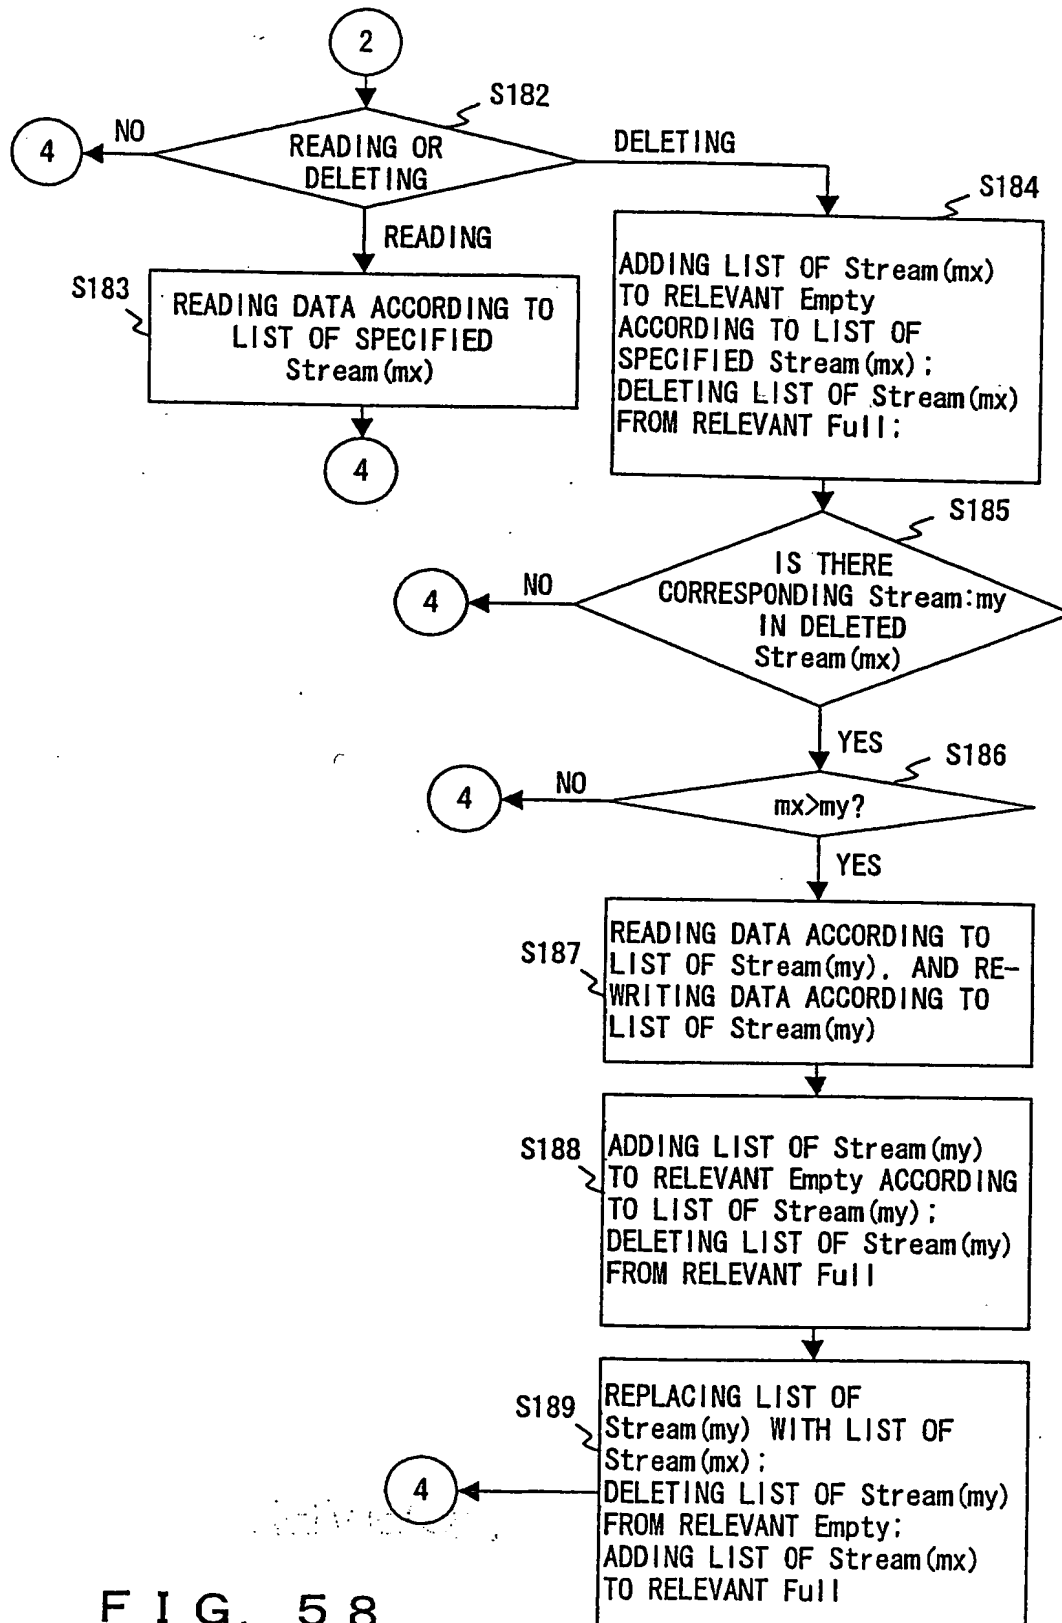 2
S182
NO
4
READING OR
DELETING
DELETING
READING
S183
READING DATA ACCORDING TO
LIST OF SPECIFIED
Stream(mx)
4
S184
ADDING LIST OF Stream(mx)
TO RELEVANT Empty
ACCORDING TO LIST OF
SPECIFIED Stream(mx);
DELETING LIST OF Stream(mx)
FROM RELEVANT Full;
S185
IS THERE
CORRESPONDING Stream:my
IN DELETED
Stream(mx)
NO
4
YES
S186
mx>my?
NO
4
YES
S187
READING DATA ACCORDING TO
LIST OF Stream(my), AND RE-
WRITING DATA ACCORDING TO
LIST OF Stream(my)
S188
ADDING LIST OF Stream(my)
TO RELEVANT Empty ACCORDING
TO LIST OF Stream(my);
DELETING LIST OF Stream(my)
FROM RELEVANT Full
S189
REPLACING LIST OF
Stream(my) WITH LIST OF
Stream(mx);
DELETING LIST OF Stream(my)
FROM RELEVANT Empty;
ADDING LIST OF Stream(mx)
TO RELEVANT Full
4
FIG. 58